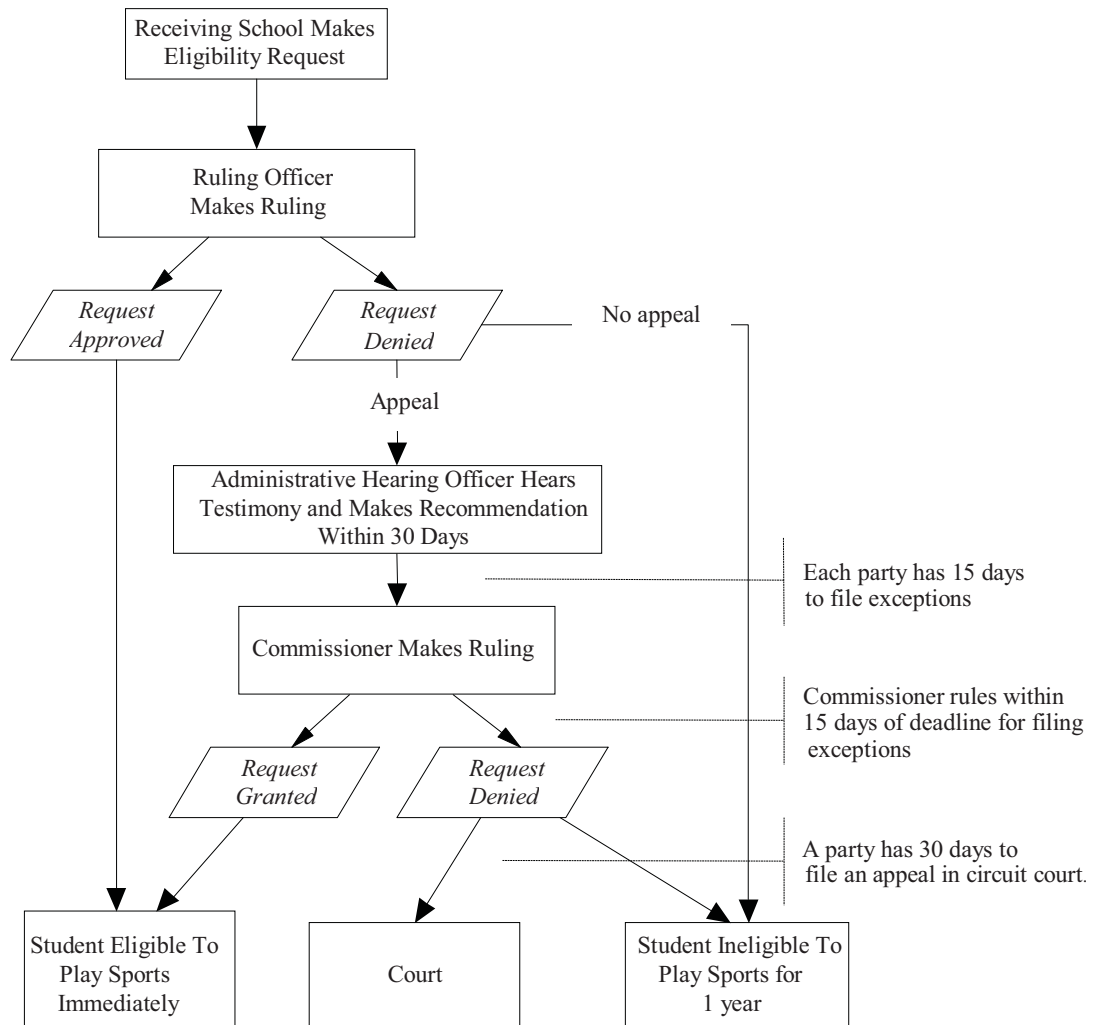 Receiving School Makes
Eligibility Request
Ruling Officer
Makes Ruling
Request
Approved
Request
Denied
No appeal
Appeal
Administrative Hearing Officer Hears
Testimony and Makes Recommendation
Within 30 Days
Each party has 15 days
to file exceptions
Commissioner Makes Ruling
Commissioner rules within
15 days of deadline for filing
exceptions
Request
Granted
Request
Denied
A party has 30 days to
file an appeal in circuit court.
Student Eligible To
Play Sports
Immediately
Court
Student Ineligible To
Play Sports for
1 year